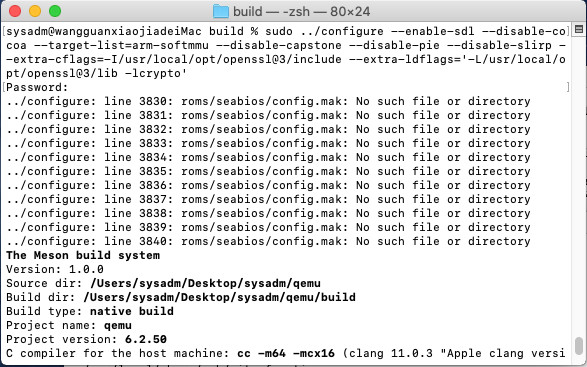 build — -zsh — 80×24
[sysadm@wangguanxiaojiadeiMac build % sudo ../configure --enable-sdl --disable-co]
coa --target-list=arm-softmmu --disable-capstone --disable-pie --disable-slirp -
-extra-cflags=-I/usr/local/opt/openssl@3/include --extra-ldflags='-L/usr/local/o
pt/openssl@3/lib -lcrypto'
[Password: ]
../configure: line 3830: roms/seabios/config.mak: No such file or directory
../configure: line 3831: roms/seabios/config.mak: No such file or directory
../configure: line 3832: roms/seabios/config.mak: No such file or directory
../configure: line 3833: roms/seabios/config.mak: No such file or directory
../configure: line 3834: roms/seabios/config.mak: No such file or directory
../configure: line 3835: roms/seabios/config.mak: No such file or directory
../configure: line 3836: roms/seabios/config.mak: No such file or directory
../configure: line 3837: roms/seabios/config.mak: No such file or directory
../configure: line 3838: roms/seabios/config.mak: No such file or directory
../configure: line 3839: roms/seabios/config.mak: No such file or directory
../configure: line 3840: roms/seabios/config.mak: No such file or directory
The Meson build system
Version: 1.0.0
Source dir: /Users/sysadm/Desktop/sysadm/qemu
Build dir: /Users/sysadm/Desktop/sysadm/qemu/build
Build type: native build
Project name: qemu
Project version: 6.2.50
C compiler for the host machine: cc -m64 -mcx16 (clang 11.0.3 "Apple clang versi